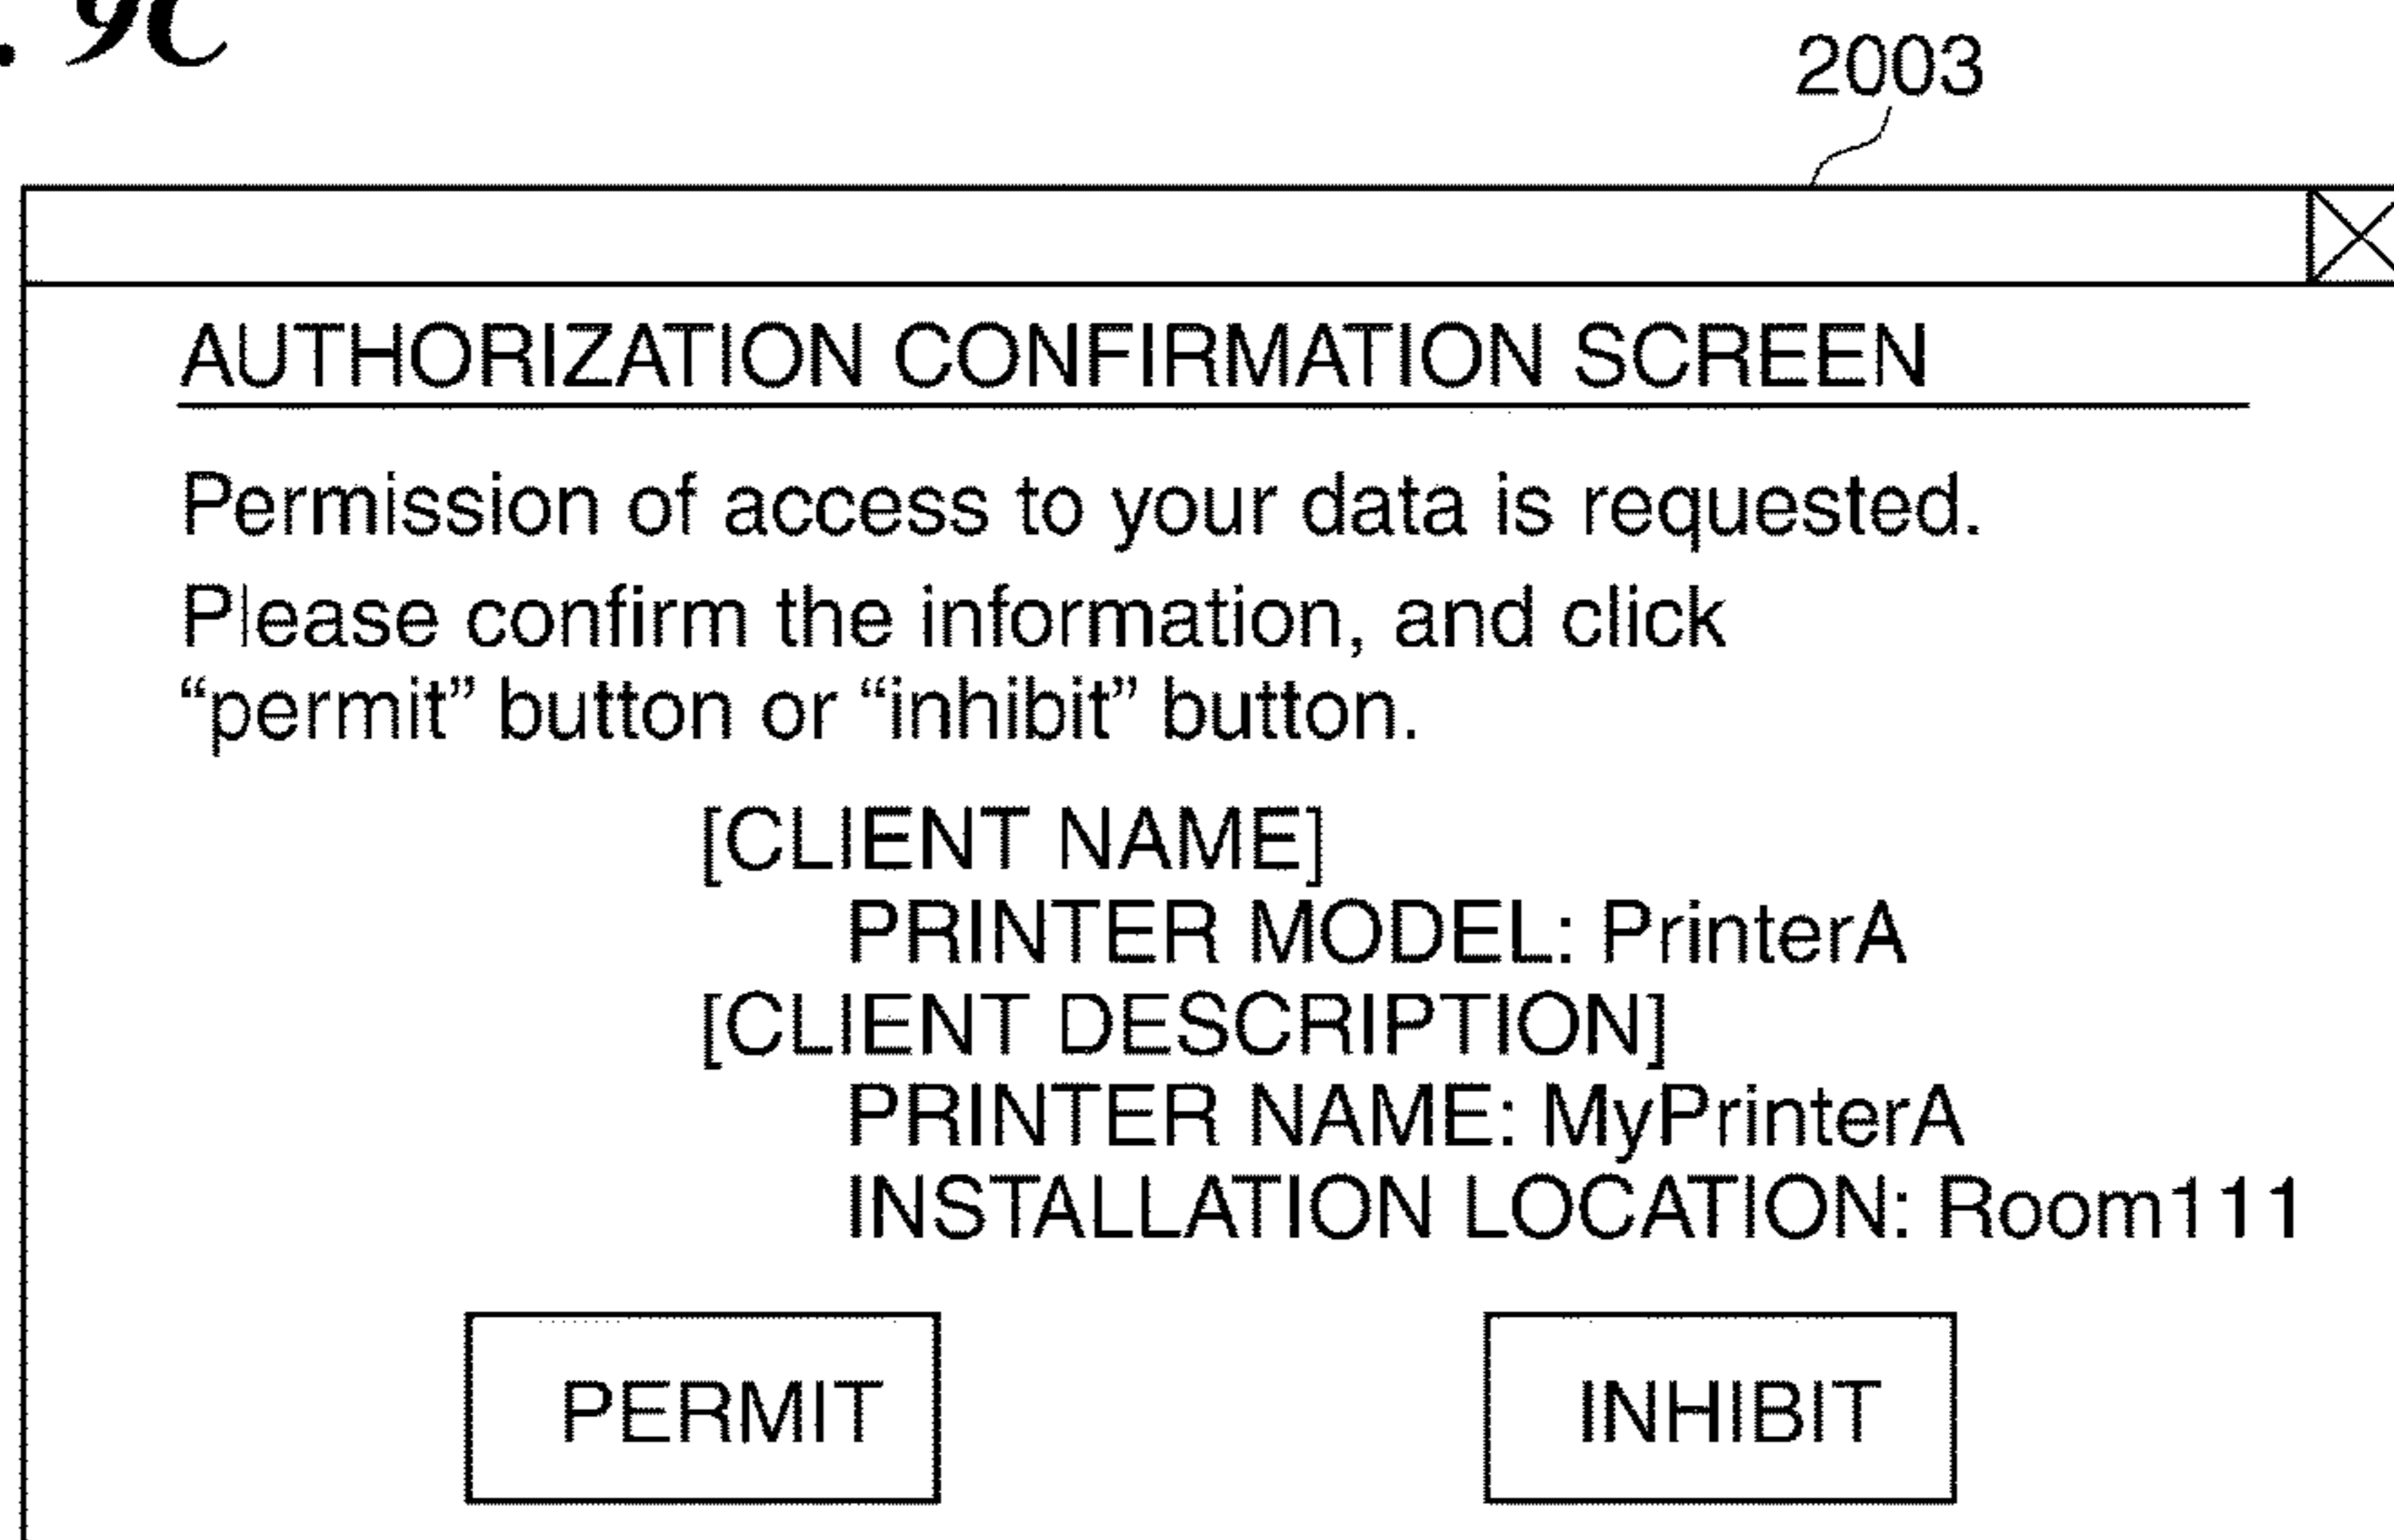 . 9C
2003
AUTHORIZATION CONFIRMATION SCREEN
Permission of access to your data is requested.
Please confirm the information, and click
“permit” button or “inhibit” button.
[CLIENT NAME]
PRINTER MODEL: PrinterA
[CLIENT DESCRIPTION]
PRINTER NAME: MyPrinterA
INSTALLATION LOCATION: Room111
PERMIT INHIBIT